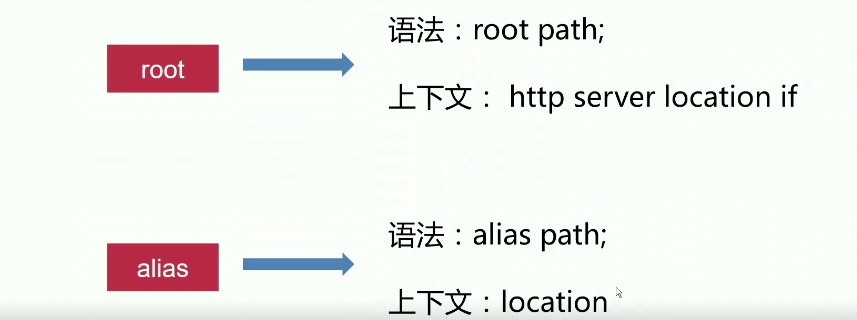 root
语法：root path;
上下文： http server location if
alias
语法：alias path;
上下文：location